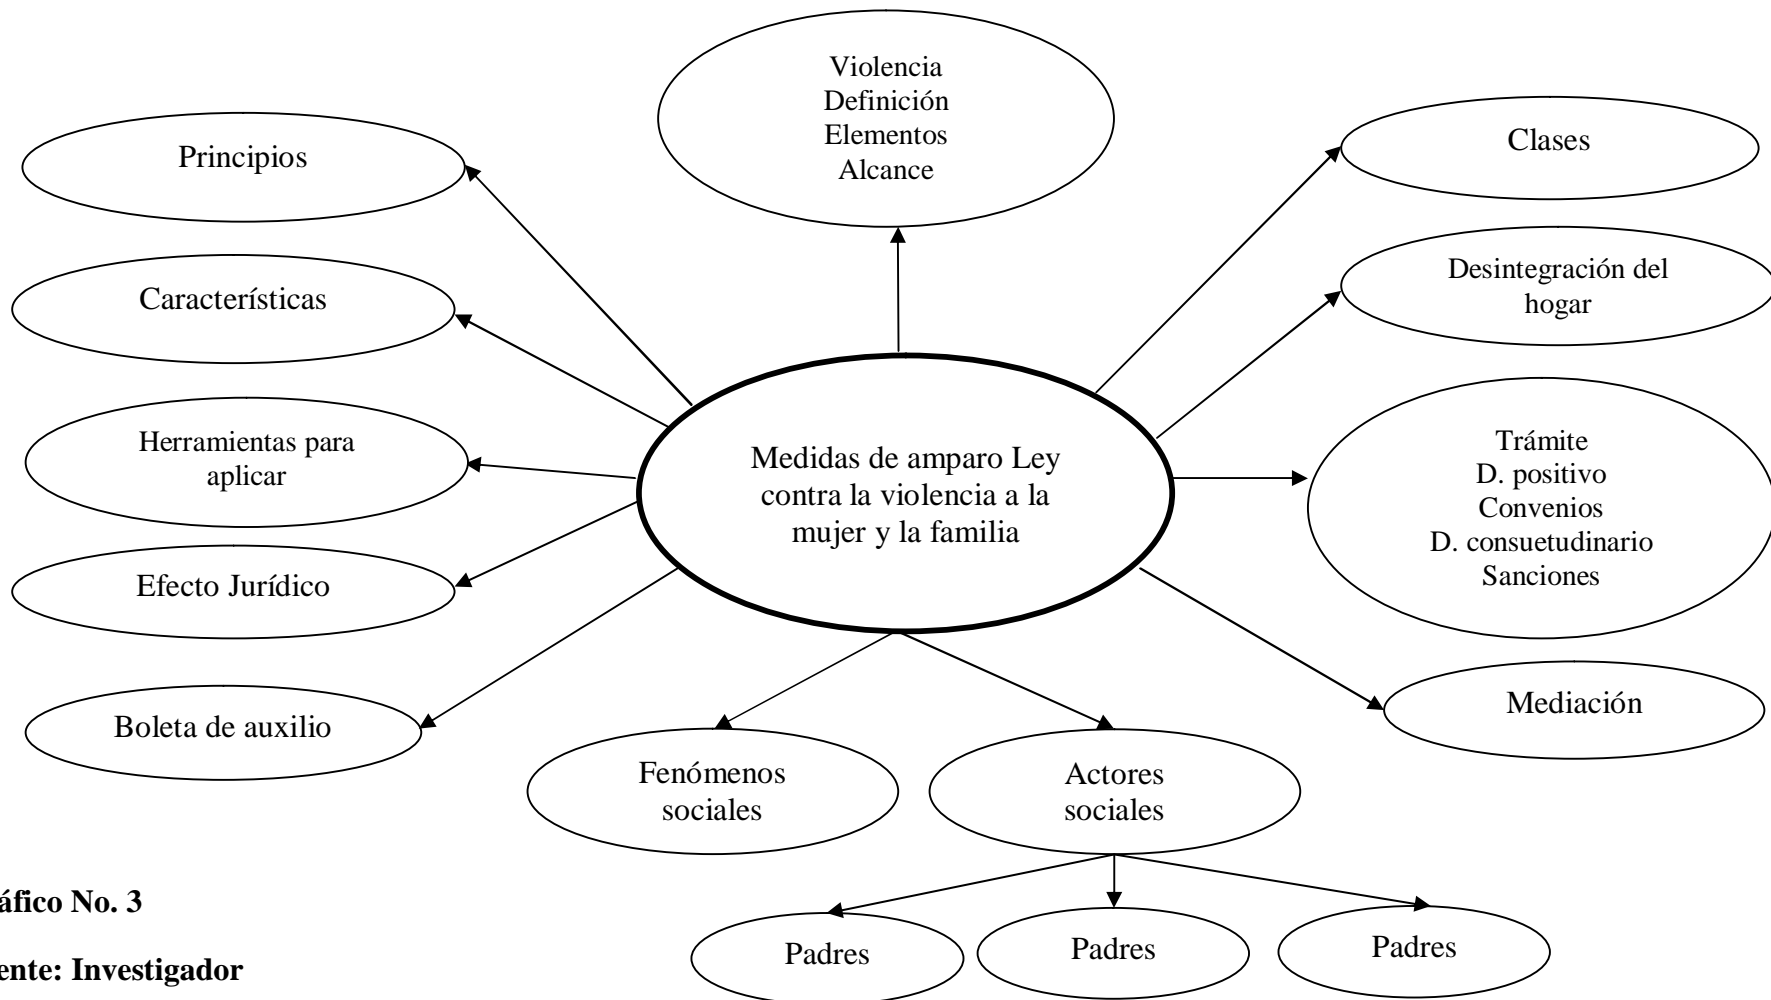 Violencia
Definición
Elementos
Alcance
Principios
Clases
Características
Desintegración del
hogar
Herramientas para
aplicar
Medidas de amparo Ley
contra la violencia a la
mujer y la familia
Trámite
D. positivo
Convenios
D. consuetudinario
Sanciones
Efecto Jurídico
Boleta de auxilio
Mediación
Fenómenos
sociales
Actores
sociales
Padres
Padres
Padres
áfico No. 3
ente: Investigador